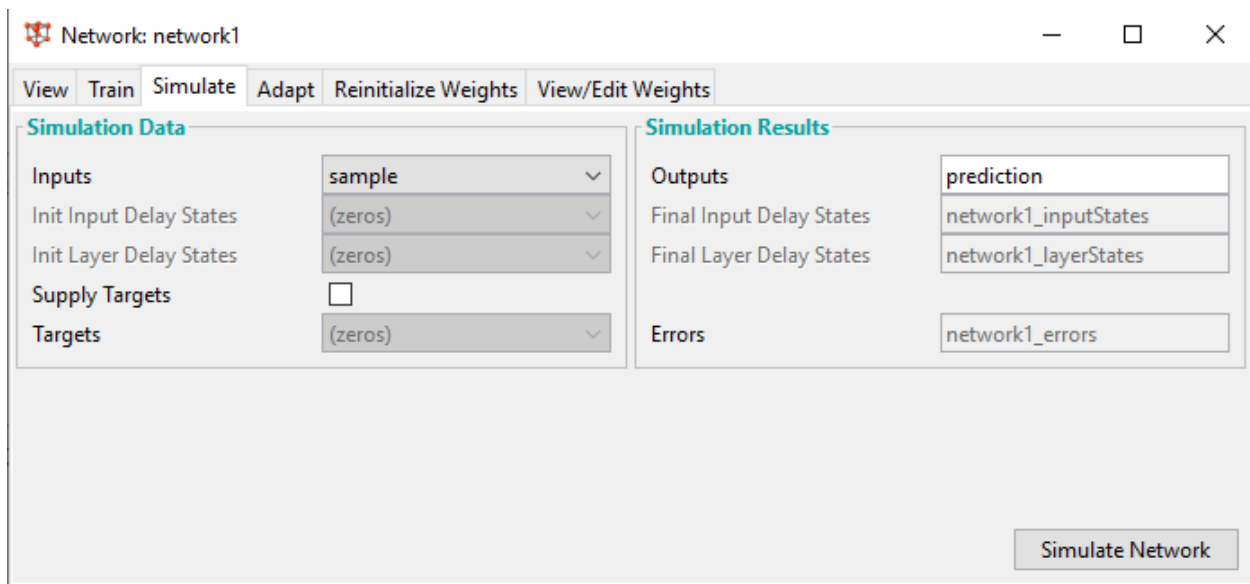 Network: network1
View Train Simulate Adapt Reinitialize Weights View/Edit Weights
Simulation Data
Inputs sample
Init Input Delay States (zeros)
Init Layer Delay States (zeros)
Supply Targets
Targets (zeros)
Simulation Results
Outputs prediction
Final Input Delay States network1_inputStates
Final Layer Delay States network1_layerStates
Errors network1_errors
Simulate Network